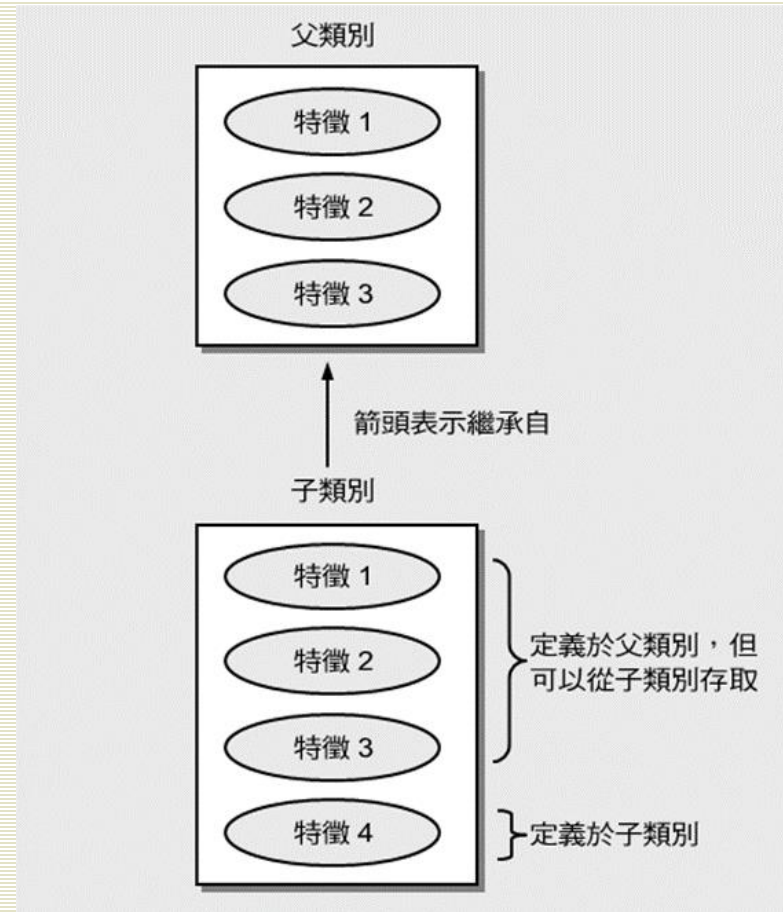 父類別
特徵 1
特徵 2
特徵 3
箭頭表示繼承自
子類別
特徵 1
特徵 2
特徵 3
定義於父類別，但
可以從子類別存取
特徵 4
定義於子類別